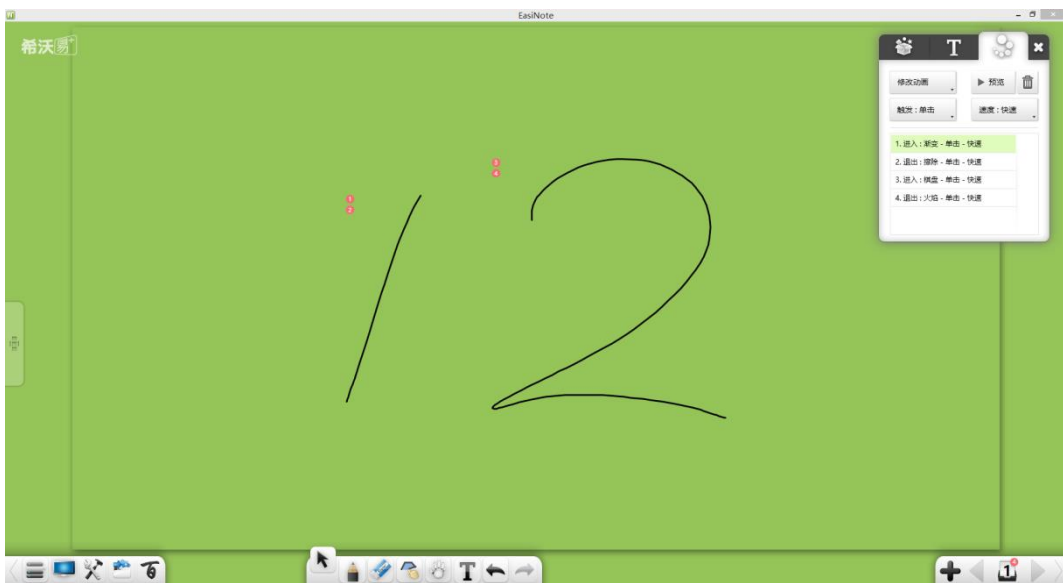 EasiNote
希沃易+
T
修改动画
▶ 预览
触发 : 单击
速度 : 快速
1. 进入 : 渐变 - 单击 - 快速
2. 退出 : 擦除 - 单击 - 快速
3. 进入 : 棋盘 - 单击 - 快速
4. 退出 : 火焰 - 单击 - 快速
1
2
3
4
12
T
1
4